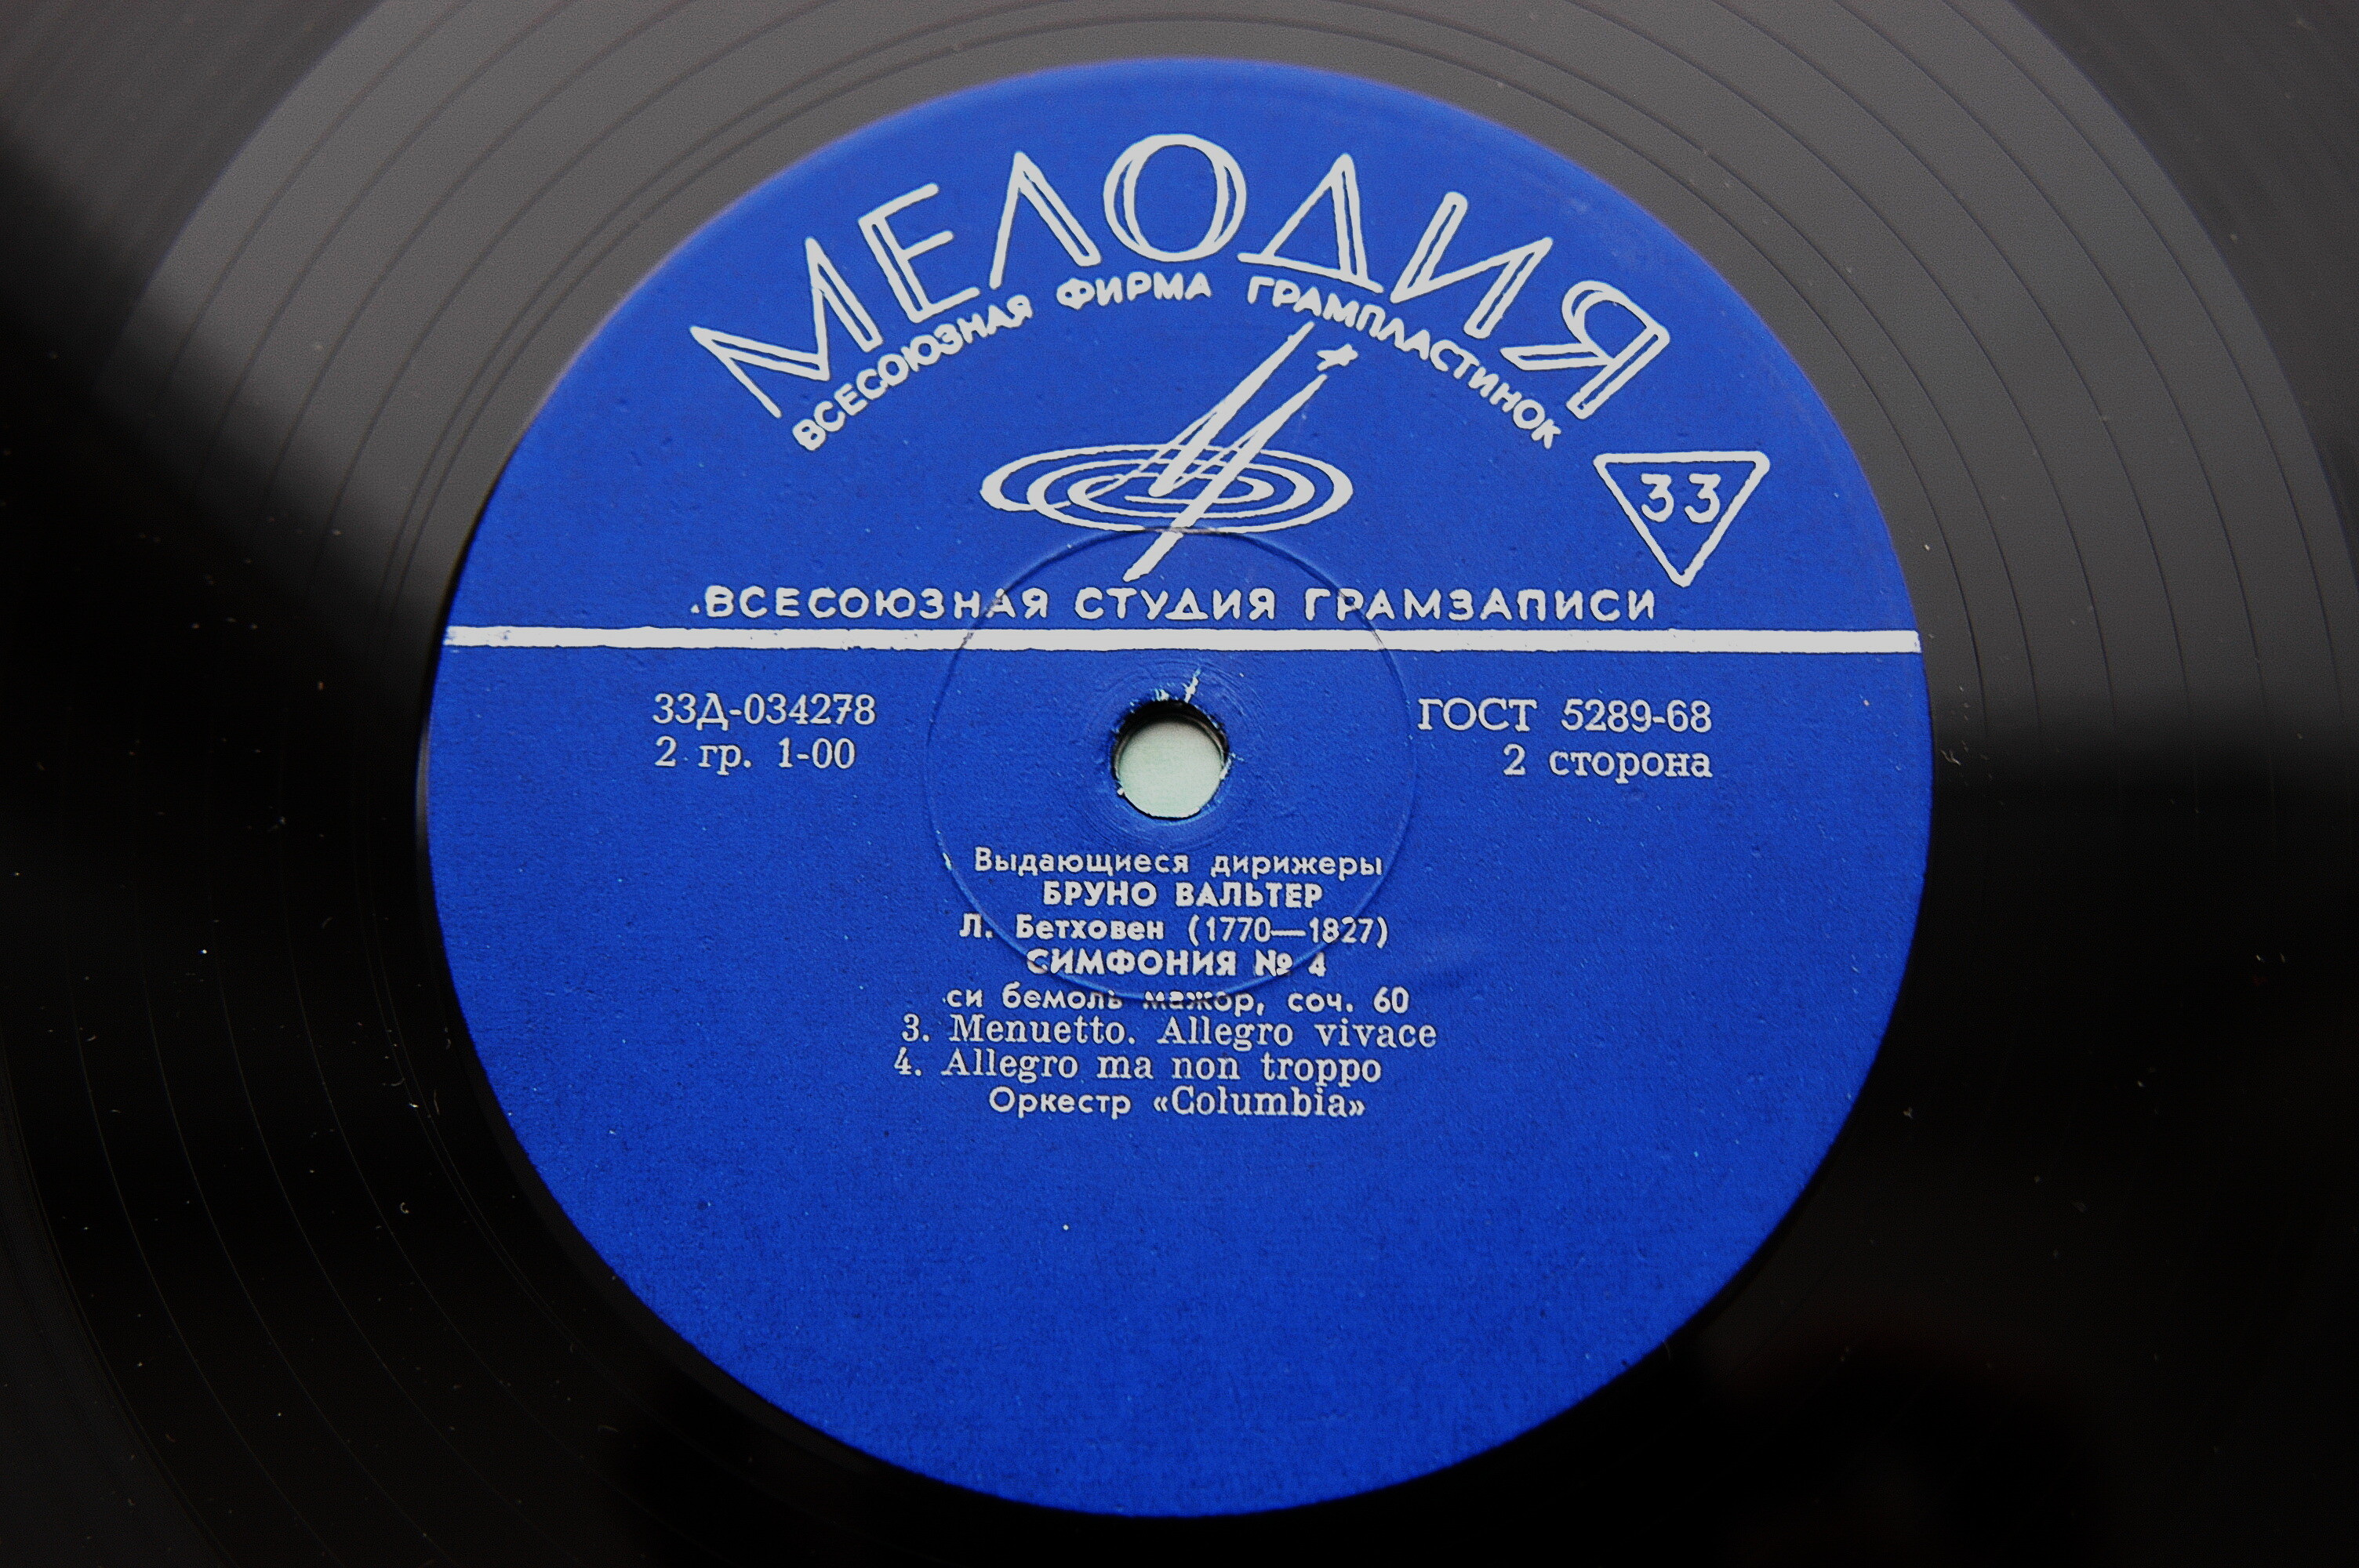 МЕЛОДИЯ
ВСЕСОЮЗНАЯ ФИРМА ГРАМПЛАСТИНОК
33
ВСЕСОЮЗНАЯ СТУДИЯ ГРАМЗАПИСИ
33Д-034278
2 гр. 1-00
ГОСТ 5289-68
2 сторона
Выдающиеся дирижеры
БРУНО ВАЛЬТЕР
Л. Бетховен (1770—1827)
СИМФОНИЯ № 4
си бемоль мажор, соч. 60
3. Menuetto. Allegro vivace
4. Allegro ma non troppo
Оркестр «Columbia»